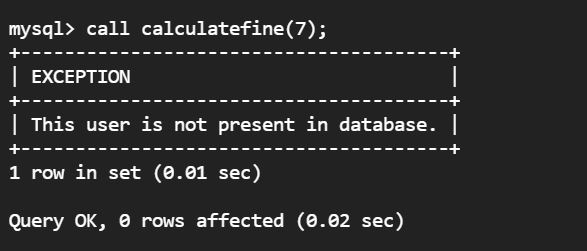 mysql> call calculatefine(7);
+---------------------------------------+
| EXCEPTION                             |
+---------------------------------------+
| This user is not present in database. |
+---------------------------------------+
1 row in set (0.01 sec)

Query OK, 0 rows affected (0.02 sec)